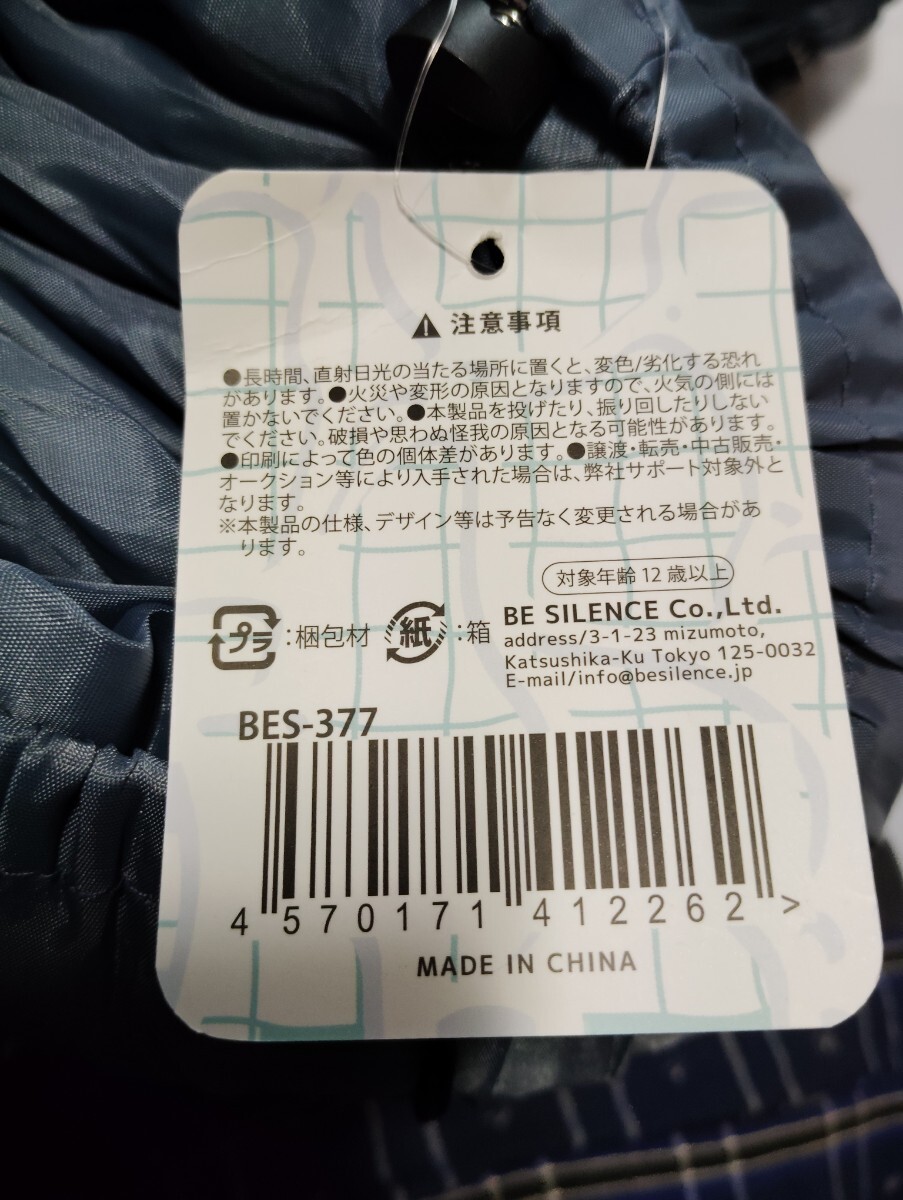 ⚠ 注意事項
●長時間、直射日光の当たる場所に置くと、変色/劣化する恐れ
があります。●火災や変形の原因となりますので、火気の側には
置かないでください。●本製品を投げたり、振り回したりしない
でください。破損や思わぬ怪我の原因となる可能性があります。
●印刷によって色の個体差があります。●譲渡・転売・中古販売・
オークション等により入手された場合は、弊社サポート対象外と
なります。
※本製品の仕様、デザイン等は予告なく変更される場合があ
ります。
対象年齢 12 歳以上
プラ:梱包材 紙:箱
BE SILENCE Co.,Ltd.
address/3-1-23 mizumoto,
Katsushika-Ku Tokyo 125-0032
E-mail/info@besilence.jp
BES-377
4 570171 412262 >
MADE IN CHINA